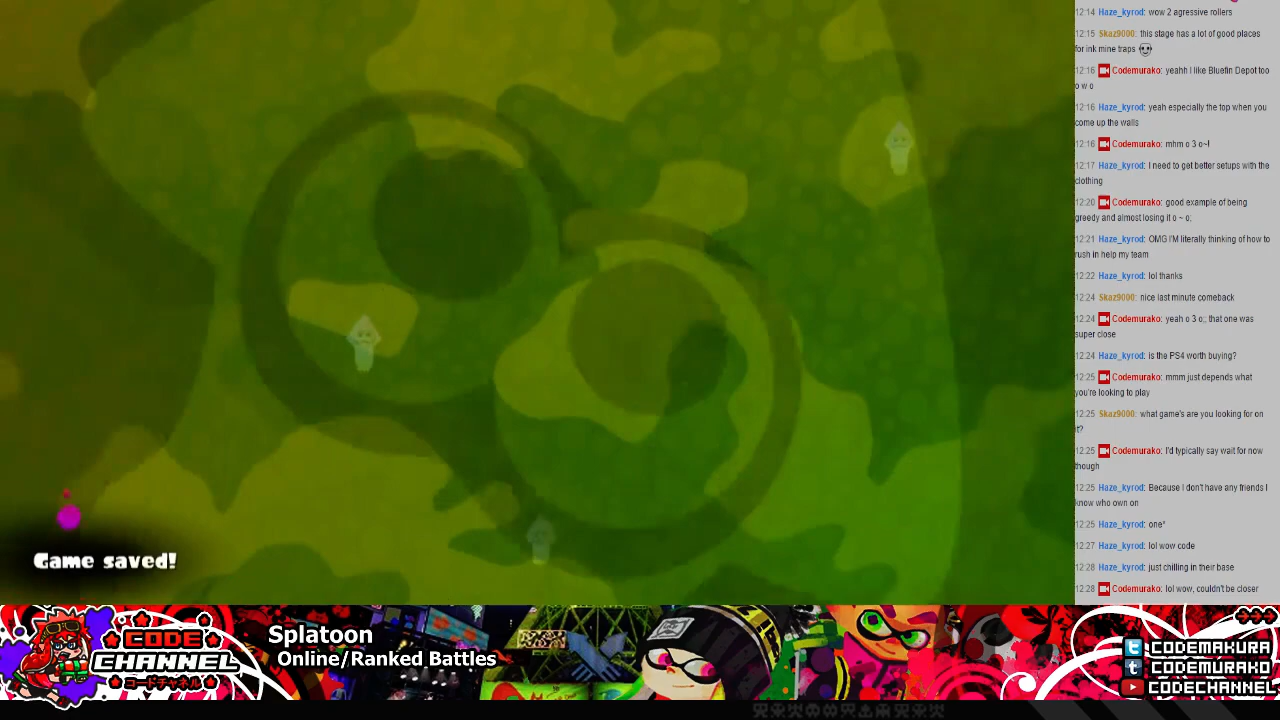 12:14 Haze_kyrod: wow 2 agressive rollers
12:15 Skaz9000: this stage has a lot of good places
for ink mine traps
12:16 Codemurako: yeahh I like Bluefin Depot too
o w o
12:16 Haze_kyrod: yeah especially the top when you
come up the walls
12:16 Codemurako: mhm o 3 o~!
12:17 Haze_kyrod: I need to get better setups with the
clothing
12:20 Codemurako: good example of being
greedy and almost losing it o ~ o;
12:21 Haze_kyrod: OMG I'M literally thinking of how to
rush in help my team
12:22 Haze_kyrod: lol thanks
12:24 Skaz9000: nice last minute comeback
12:24 Codemurako: yeah o 3 o;; that one was
super close
12:24 Haze_kyrod: is the PS4 worth buying?
12:25 Codemurako: mmm just depends what
you're looking to play
12:25 Skaz9000: what game's are you looking for on
it?
12:25 Codemurako: I'd typically say wait for now
though
12:25 Haze_kyrod: Because I don't have any friends I
know who own on
12:25 Haze_kyrod: one*
12:27 Haze_kyrod: lol wow code
12:28 Haze_kyrod: just chilling in their base
12:28 Codemurako: lol wow, couldn't be closer
Game saved!
CODE
CHANNEL
コードチャンネル
Splatoon
Online/Ranked Battles
CODEMAKURA
CODEMURAKO
CODECHANNEL